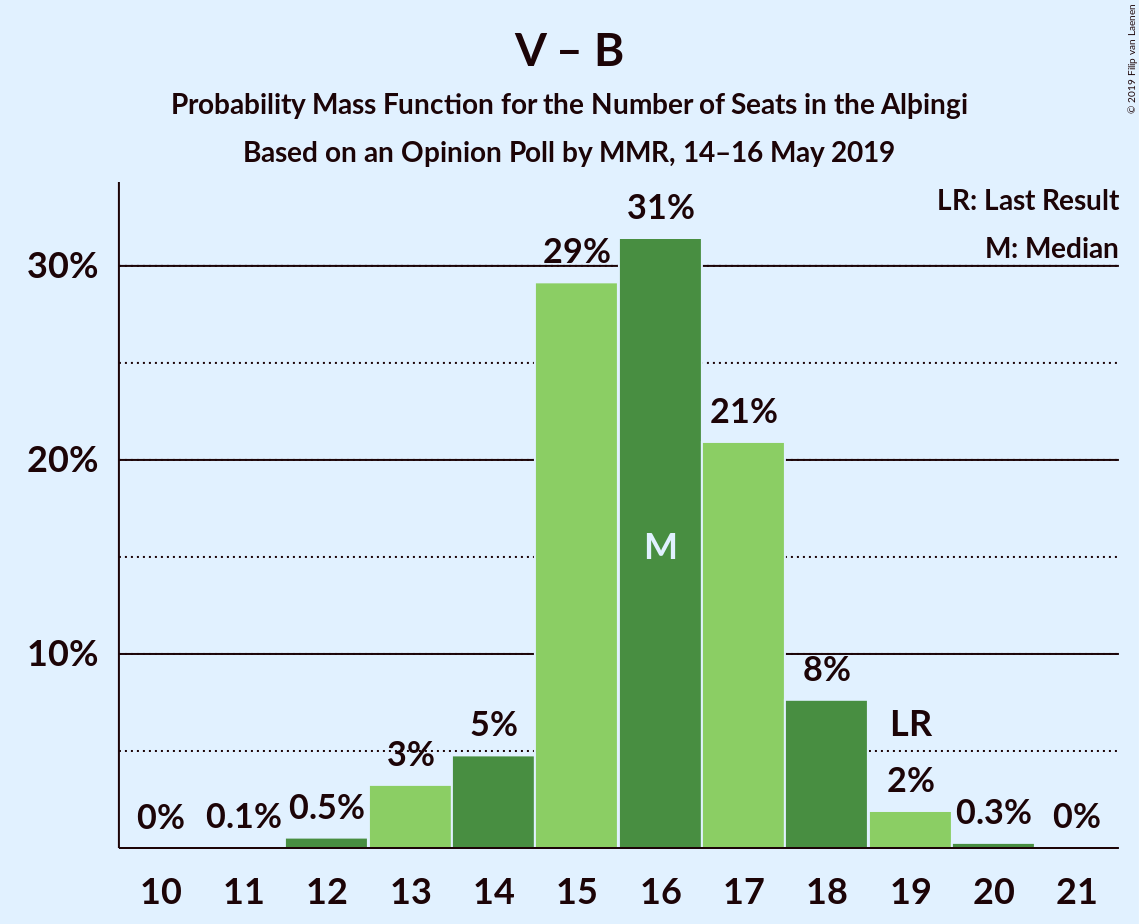 V – B
Probability Mass Function for the Number of Seats in the Alþingi
Based on an Opinion Poll by MMR, 14–16 May 2019
© 2019 Filip van Laenen
LR: Last Result
M: Median
30%
20%
10%
0%
0.1%
0.5%
3%
5%
29%
31%
M
21%
8%
LR
2%
0.3%
0%
10 11 12 13 14 15 16 17 18 19 20 21